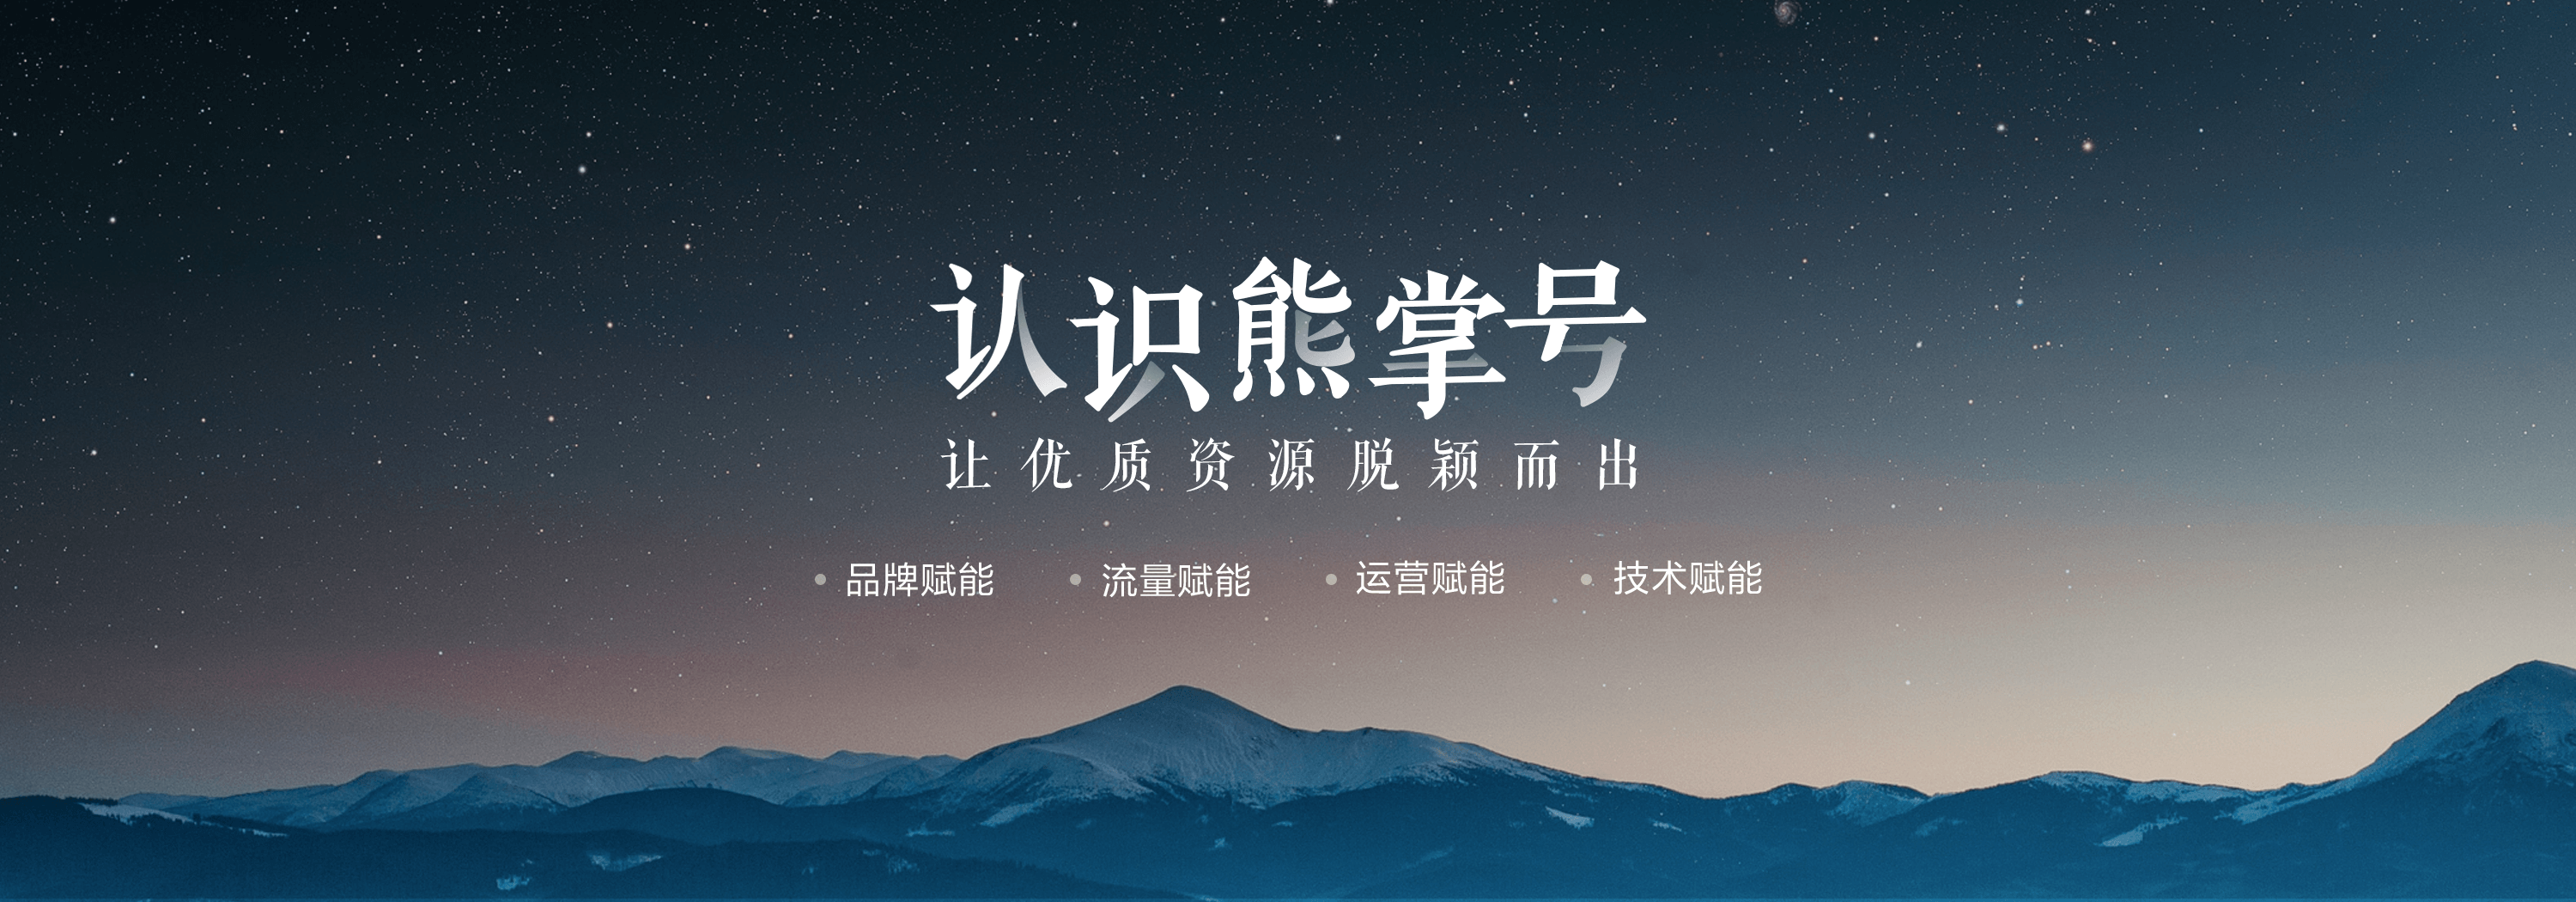 认识熊掌号
让优质资源脱颖而出
• 品牌赋能 • 流量赋能 • 运营赋能 • 技术赋能